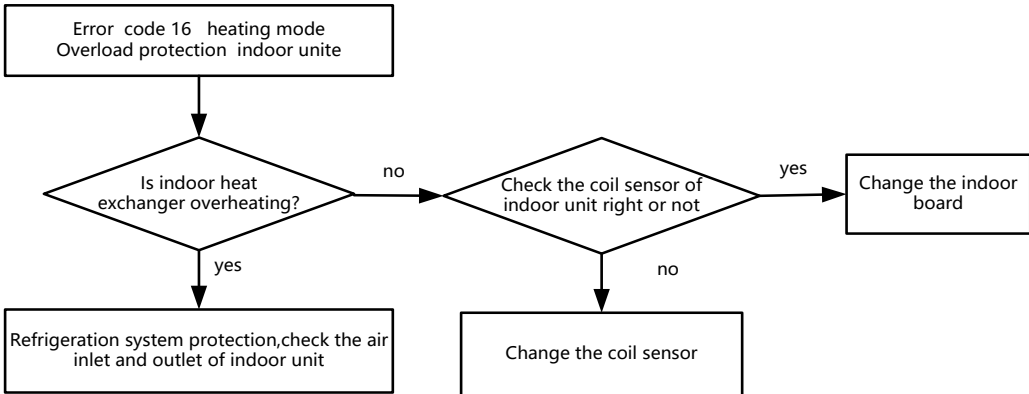 Error code 16 heating mode
Overload protection indoor unite
Is indoor heat
exchanger overheating?
no
Check the coil sensor of
indoor unit right or not
yes
Change the indoor
board
yes
no
Refrigeration system protection,check the air
inlet and outlet of indoor unit
Change the coil sensor